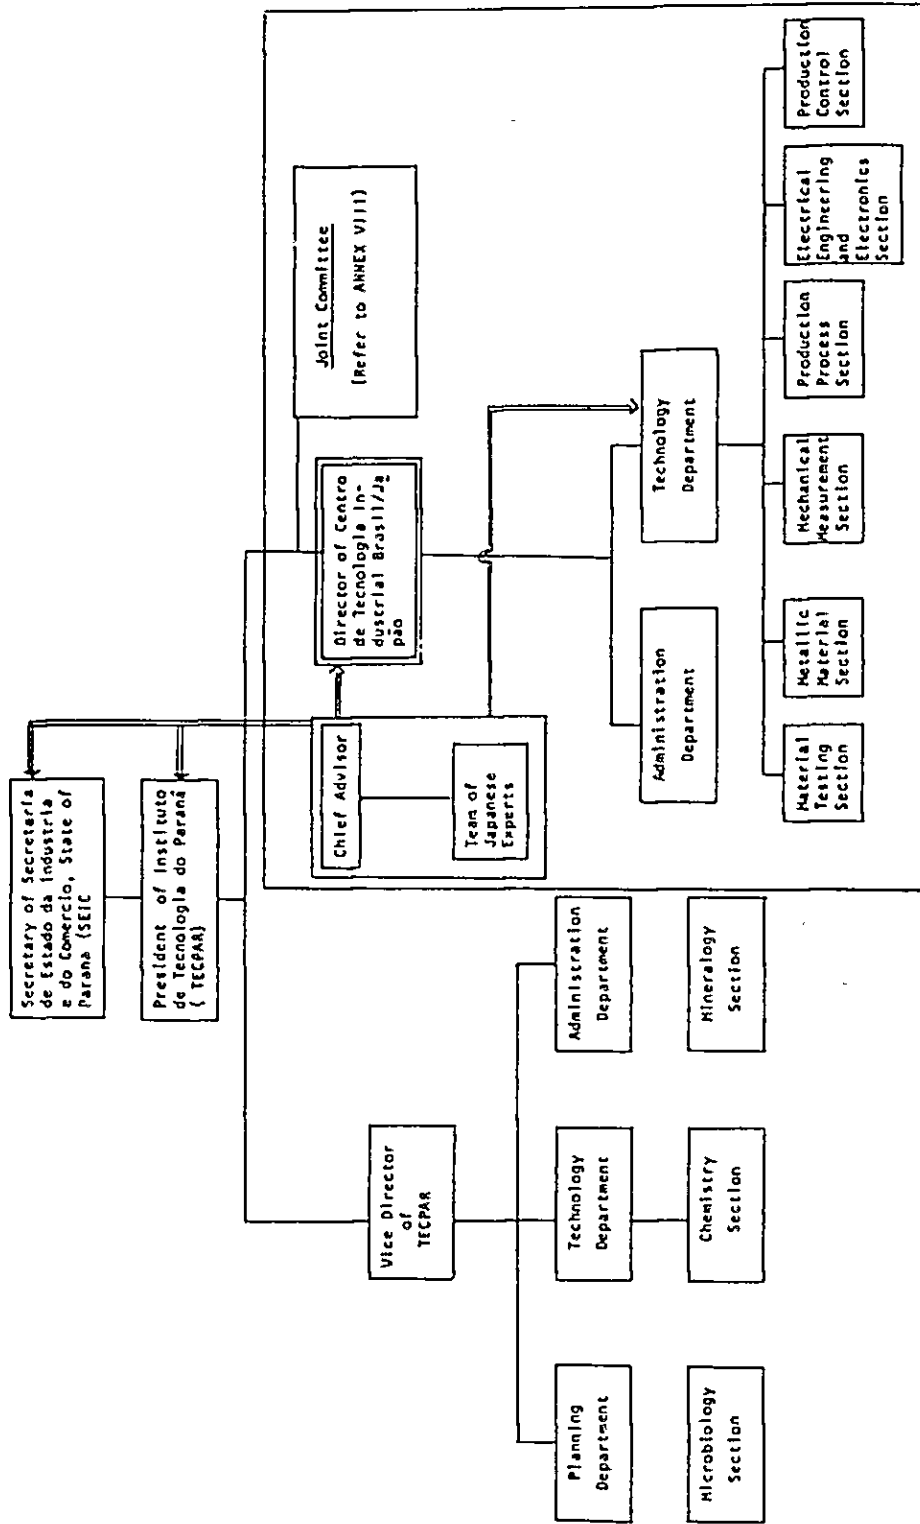 Secretary of Secretaria
de Estado da Industria
e do Comercio, State of
Parana (SEIC
President of Instituto
de Tecnologia do Paraná
( TECPAR)
Vice Director
of
TECPAR
Planning
Department
Technology
Department
Administration
Department
Microbiology
Section
Chemistry
Section
Mineralogy
Section
Chief Advisor
Team of
Japanese
Experts
Director of Centro
de Tecnologia In-
dustrial Brasil/Ja
pão
Joint Committee
(Refer to ANNEX VIII)
Administration
Department
Technology
Department
Material
Testing
Section
Metallic
Material
Section
Mechanical
Measurement
Section
Production
Process
Section
Electrical
Engineering
and
Electronics
Section
Production
Control
Section